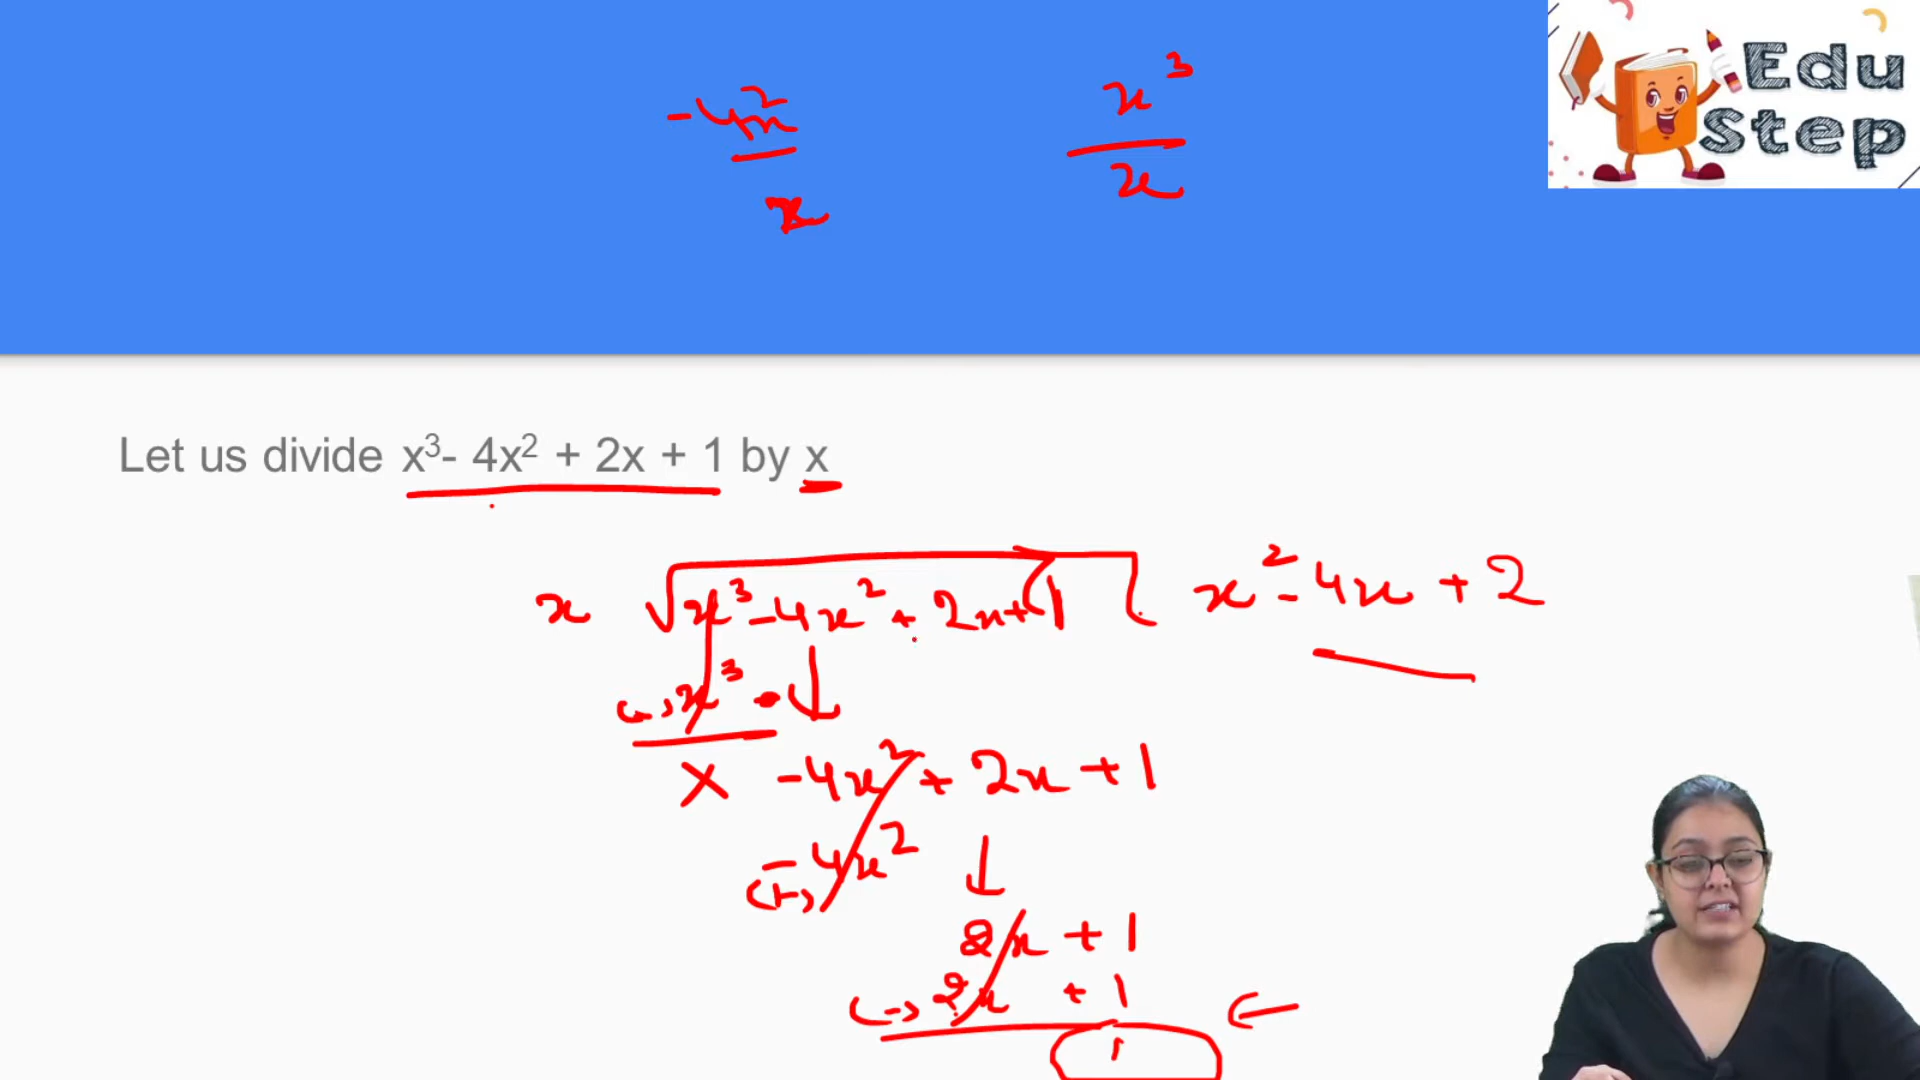 -4x²
x
x³
x
Edu
Step
Let us divide x³- 4x² + 2x + 1 by x
x √x³ - 4x² + 2x + 1 x² - 4x + 2
(-) x³
x -4x² + 2x + 1
(+) -4x²
2x + 1
(-) 2x + 1
1